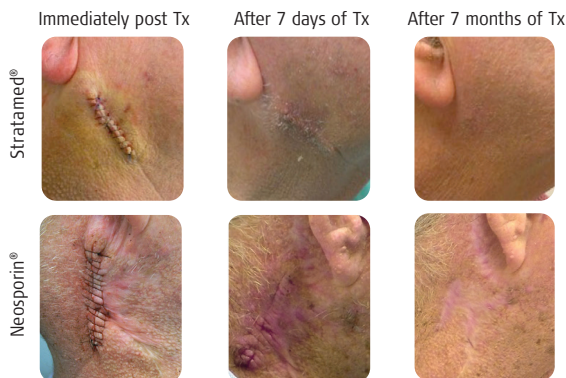 Immediately post Tx
After 7 days of Tx
After 7 months of Tx
Stratamed®
Neosporin®